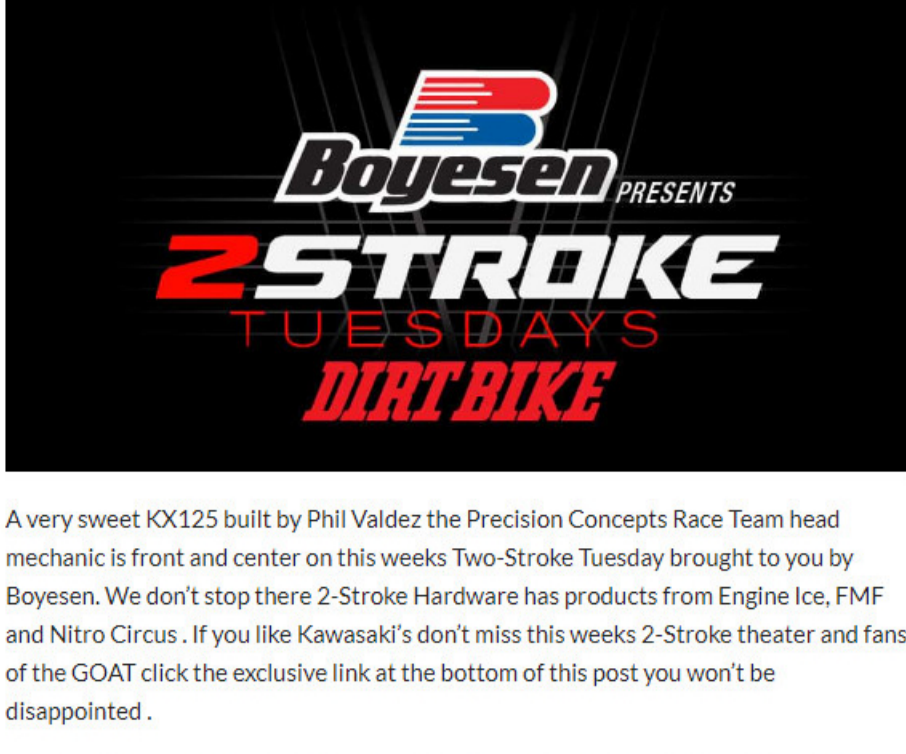 Boyesen PRESENTS
2STROKE
TUESDAYS
DIRT BIKE
A very sweet KX125 built by Phil Valdez the Precision Concepts Race Team head
mechanic is front and center on this weeks Two-Stroke Tuesday brought to you by
Boyesen. We don’t stop there 2-Stroke Hardware has products from Engine Ice, FMF
and Nitro Circus . If you like Kawasaki’s don’t miss this weeks 2-Stroke theater and fans
of the GOAT click the exclusive link at the bottom of this post you won’t be
disappointed .